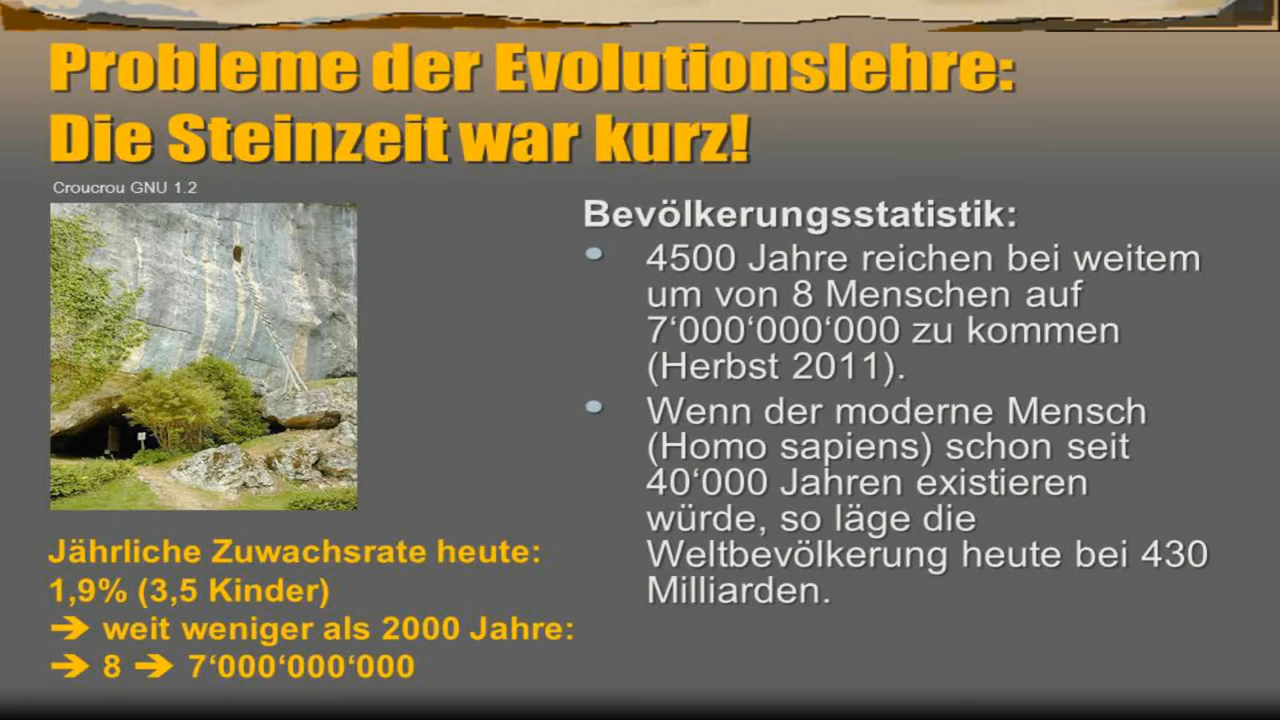 Probleme der Evolutionslehre:
Die Steinzeit war kurz!
Croucrou GNU 1.2
Bevölkerungsstatistik:
• 4500 Jahre reichen bei weitem
um von 8 Menschen auf
7‘000‘000‘000 zu kommen
(Herbst 2011).
• Wenn der moderne Mensch
(Homo sapiens) schon seit
40‘000 Jahren existieren
würde, so läge die
Weltbevölkerung heute bei 430
Milliarden.
Jährliche Zuwachsrate heute:
1,9% (3,5 Kinder)
➔ weit weniger als 2000 Jahre:
➔ 8 ➔ 7‘000‘000‘000